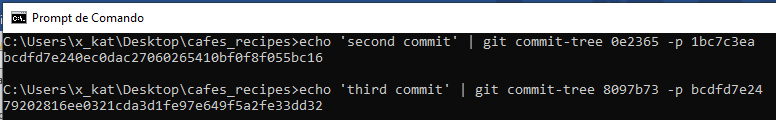 Prompt de Comando
C:\Users\x_kat\Desktop\cafes_recipes>echo 'second commit' | git commit-tree 0e2365 -p 1bc7c3ea
bcdfd7e240ec0dac27060265410bf0f8f055bc16
C:\Users\x_kat\Desktop\cafes_recipes>echo 'third commit' | git commit-tree 8097b73 -p bcdfd7e24
79202816ee0321cda3d1fe97e649f5a2fe33dd32